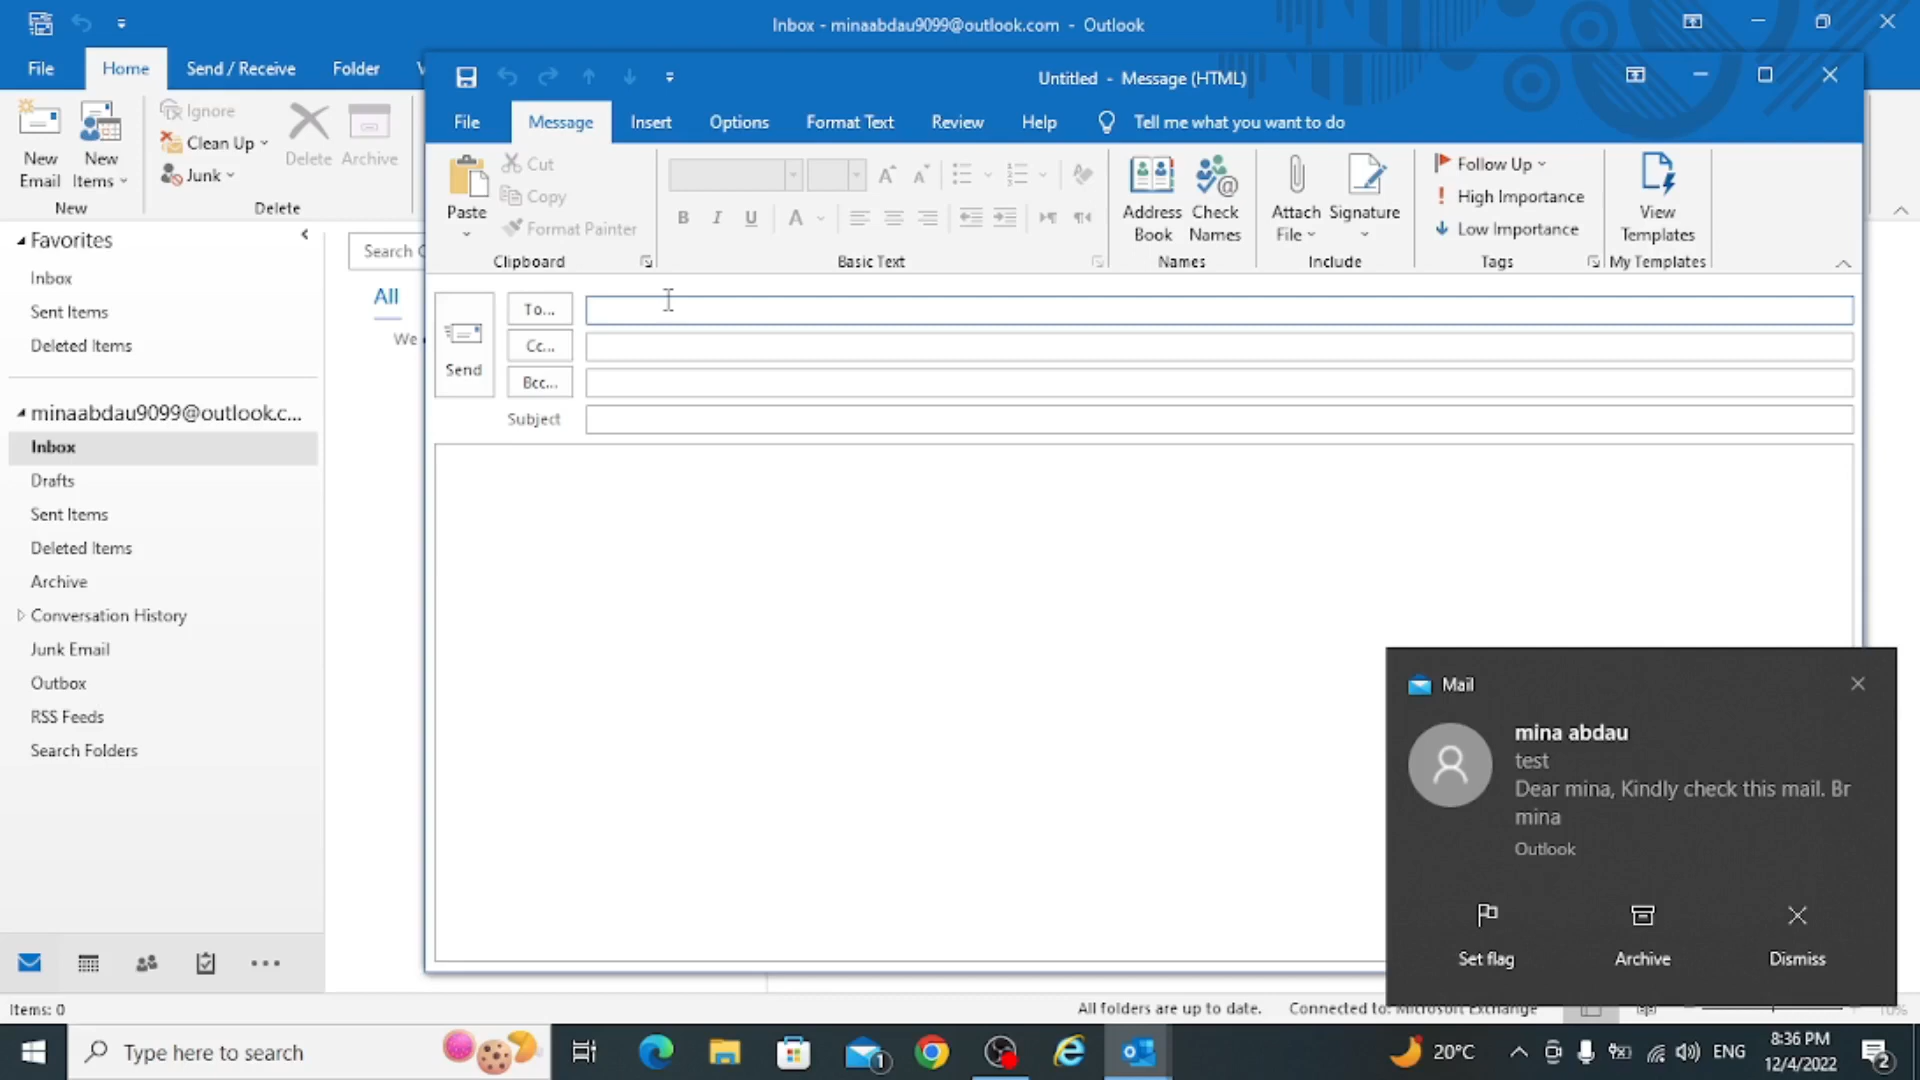 Inbox - minaabdau9099@outlook.com - Outlook
File Home Send / Receive Folder
Untitled - Message (HTML)
File Message Insert Options Format Text Review Help Tell me what you want to do
New Email
New Items
New
Ignore
Clean Up
Junk
Delete
Archive
Delete
Paste
Cut
Copy
Format Painter
Clipboard
B I U A
Basic Text
Address Book
Check Names
Names
Attach File
Signature
Include
Follow Up
High Importance
Low Importance
Tags
View Templates
My Templates
Favorites
Inbox
Sent Items
Deleted Items
minaabdau9099@outlook.c...
Inbox
Drafts
Sent Items
Deleted Items
Archive
Conversation History
Junk Email
Outbox
RSS Feeds
Search Folders
Search
All
We
Send
To...
Cc...
Bcc...
Subject
Mail
mina abdau
test
Dear mina, Kindly check this mail. Br
mina
Outlook
Set flag Archive Dismiss
Items: 0
All folders are up to date. Connected to: Microsoft Exchange
Type here to search
1
20°C
ENG
8:36 PM
12/4/2022
2